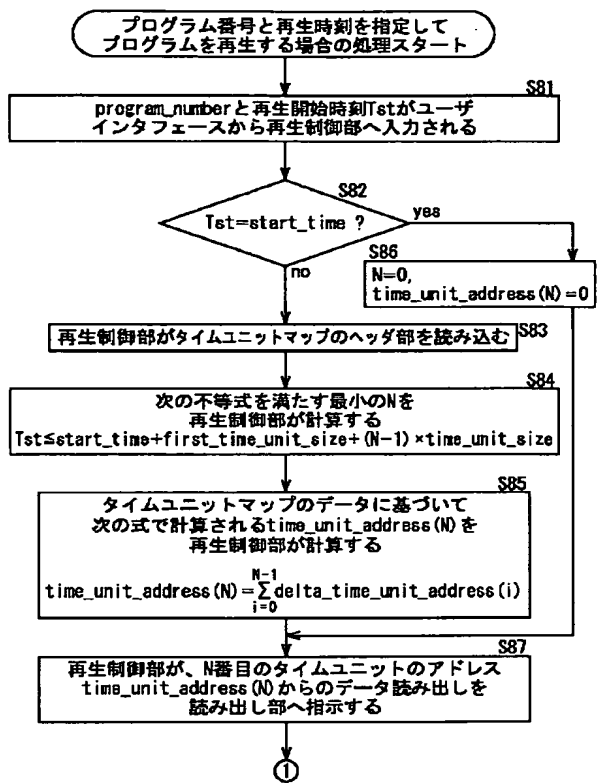 プログラム番号と再生時刻を指定して
プログラムを再生する場合の処理スタート
S81
program_numberと再生開始時刻Tstがユーザ
インタフェースから再生制御部へ入力される
S82
Tst=start_time ?
yes
no
S86
N=0,
time_unit_address(N)=0
再生制御部がタイムユニットマップのヘッダ部を読み込む
S83
S84
次の不等式を満たす最小のNを
再生制御部が計算する
Tst≦start_time+first_time_unit_size+(N-1)×time_unit_size
S85
タイムユニットマップのデータに基づいて
次の式で計算されるtime_unit_address(N)を
再生制御部が計算する
time_unit_address(N)=N-1Σi=0 delta_time_unit_address(i)
S87
再生制御部が、N番目のタイムユニットのアドレス
time_unit_address(N)からのデータ読み出しを
読み出し部へ指示する
①